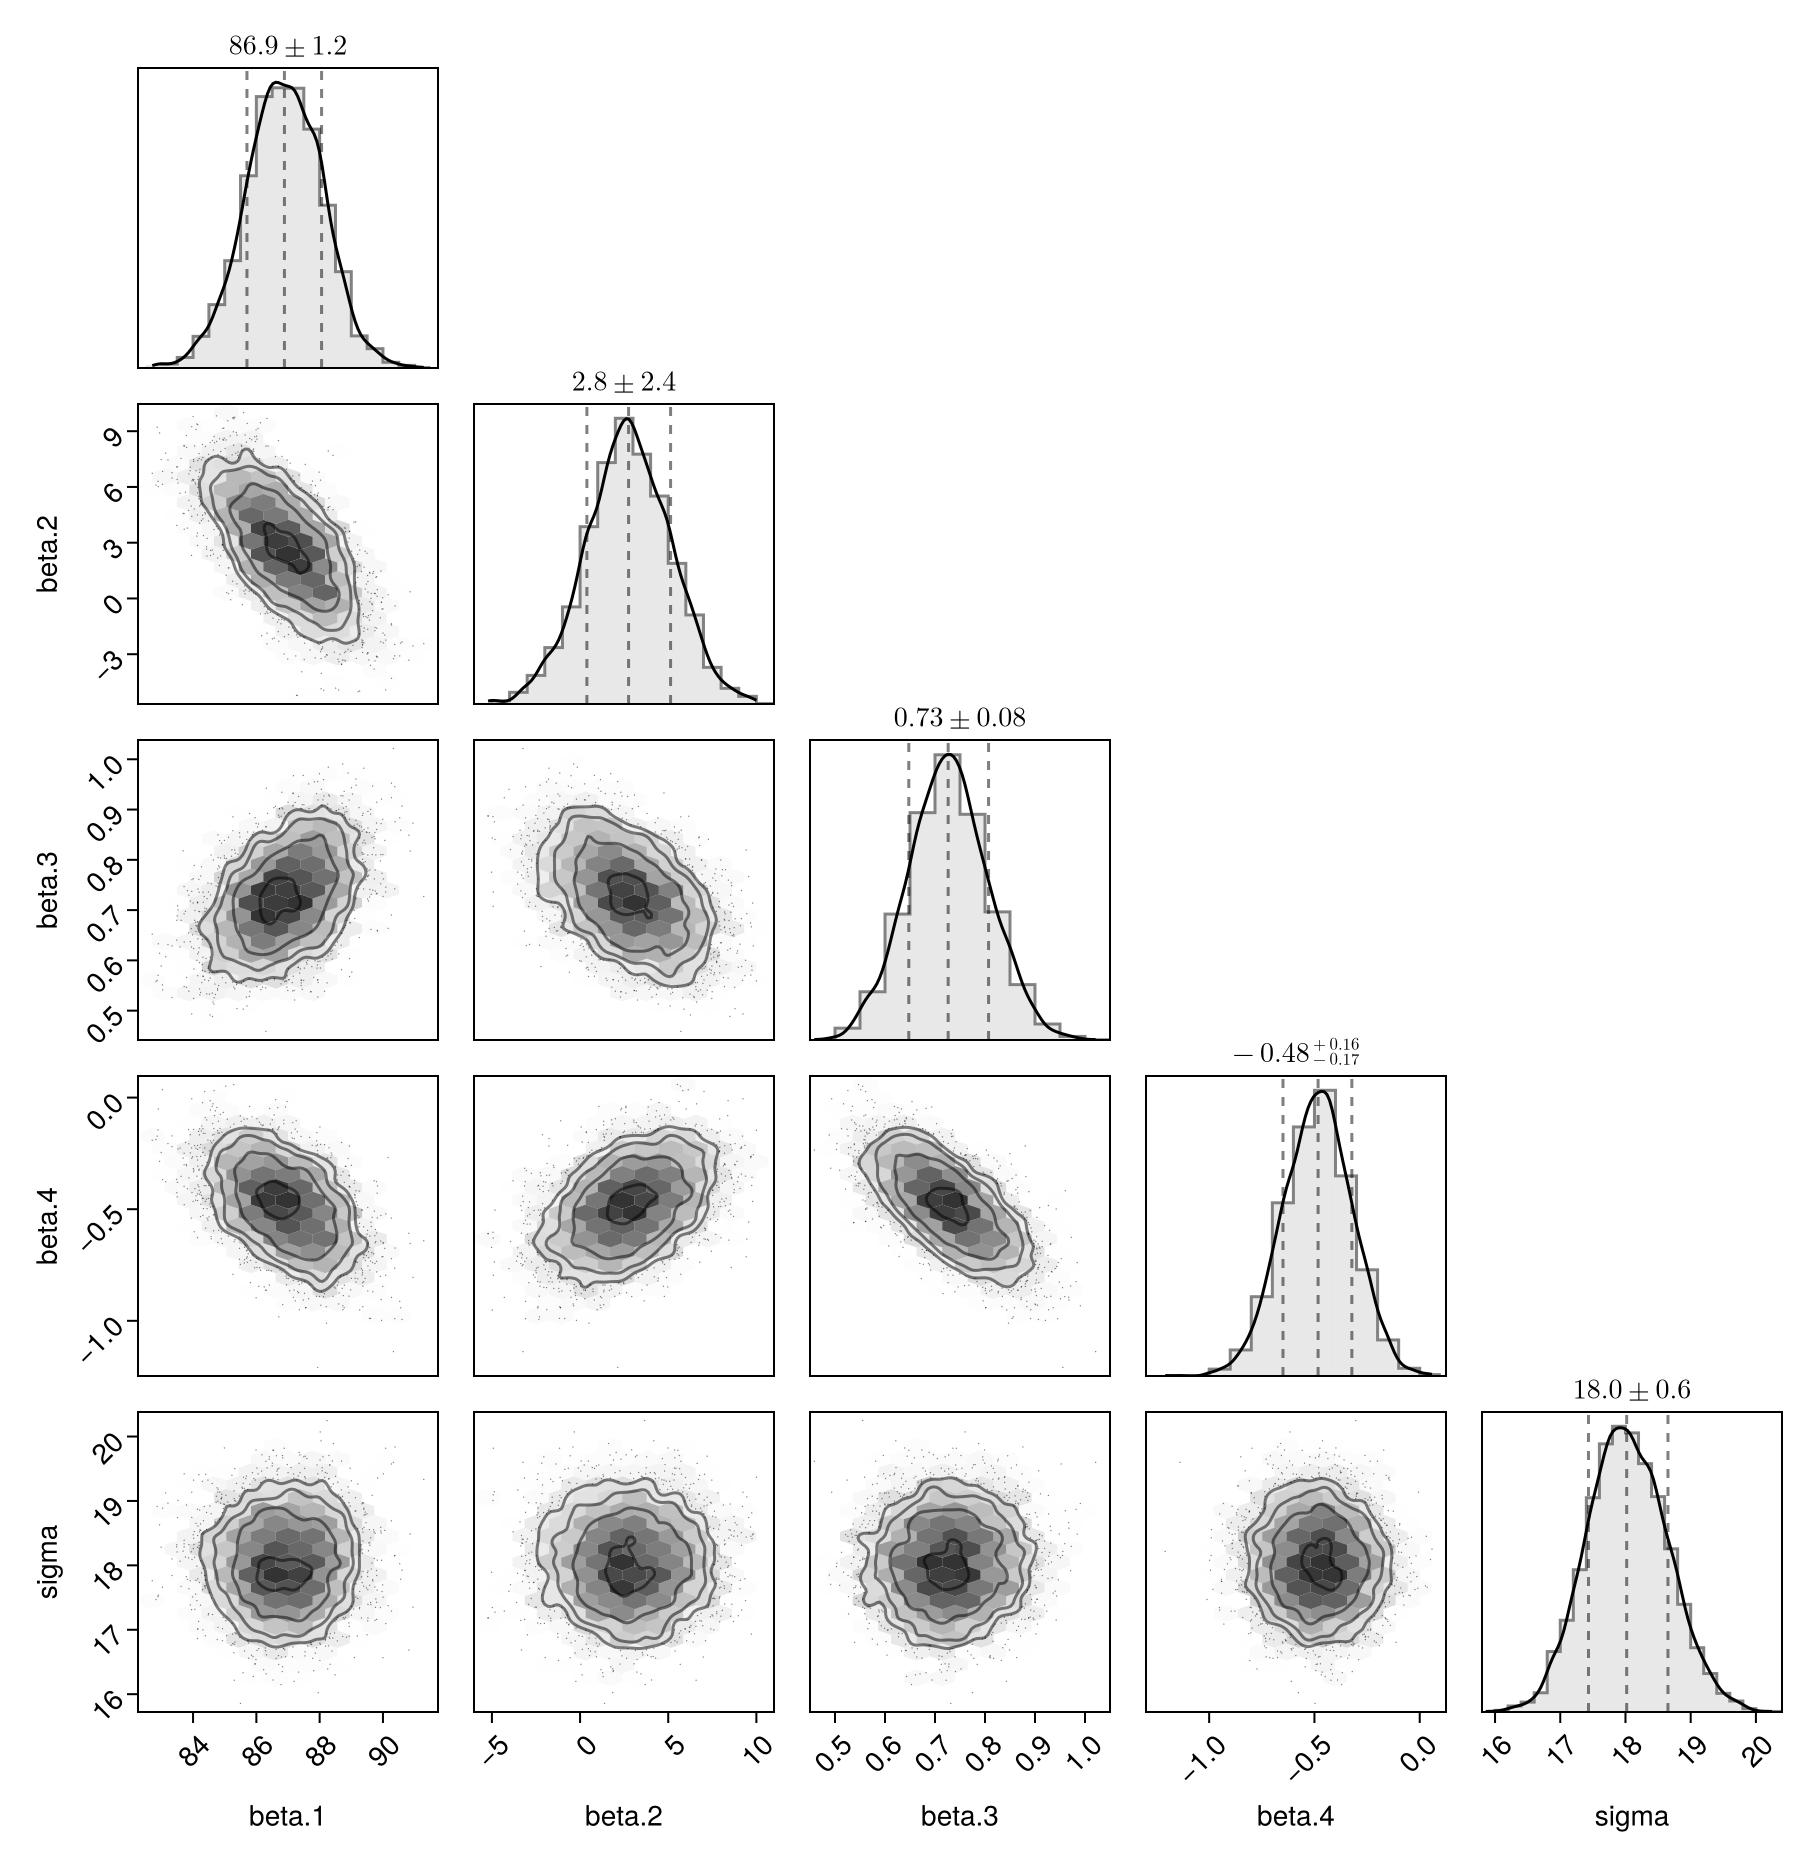 86.9 ± 1.2
2.8 ± 2.4
9
6
3
0
−3
beta.2
0.73 ± 0.08
1.0
0.9
0.8
0.7
0.6
0.5
beta.3
− 0.48 + 0.16 − 0.17
0.0
−0.5
−1.0
beta.4
18.0 ± 0.6
20
19
18
17
16
sigma
84 86 88 90 −5 0 5 10 0.5 0.6 0.7 0.8 0.9 1.0 −1.0 −0.5 0.0 16 17 18 19 20
beta.1 beta.2 beta.3 beta.4 sigma